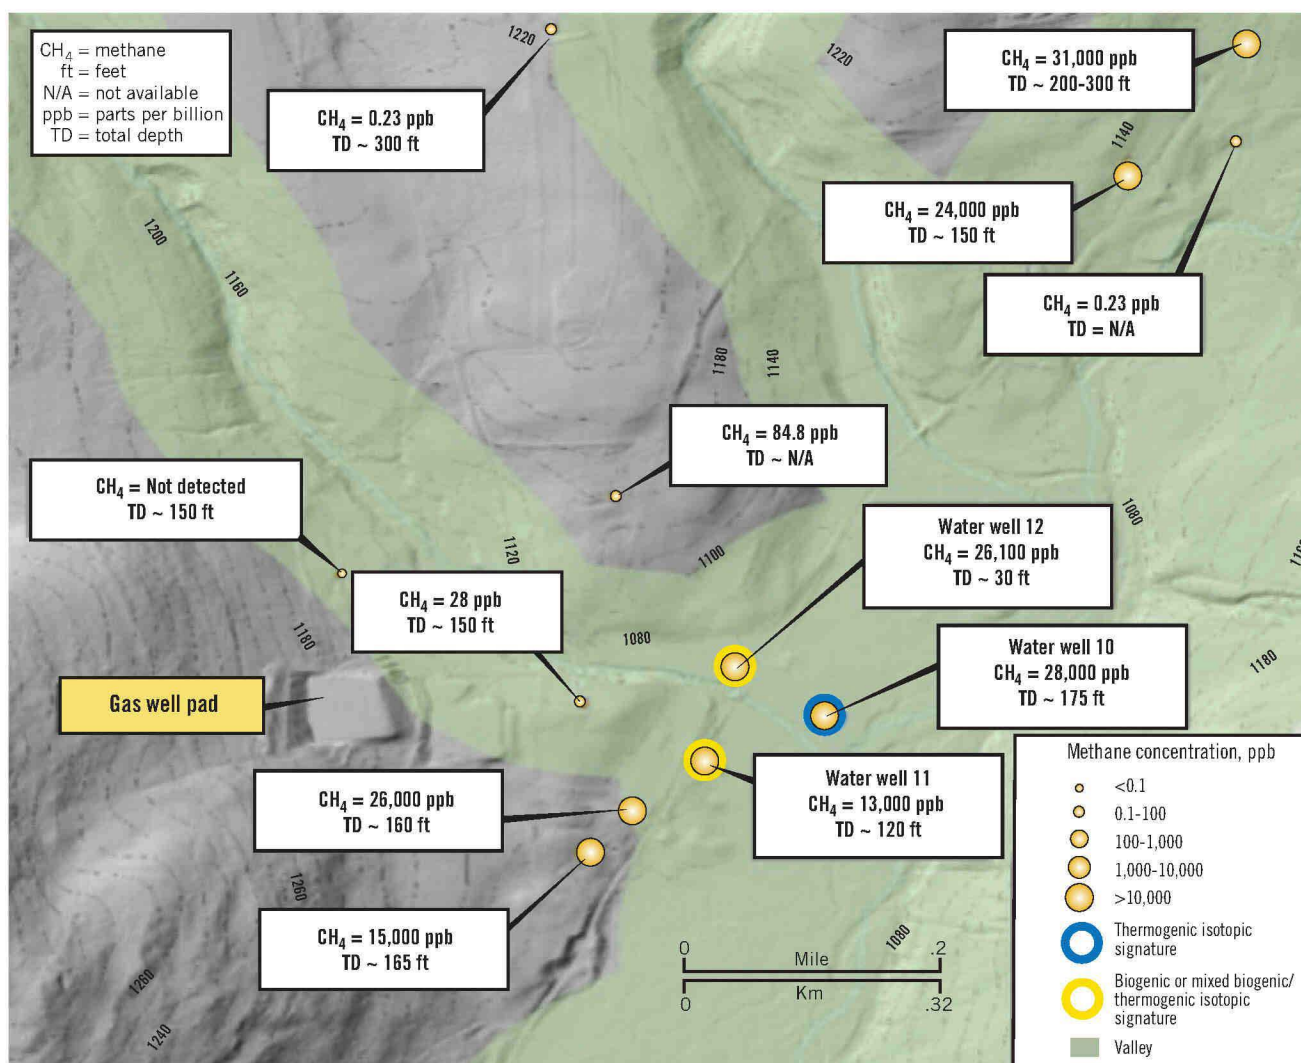 CH₄ = methane
ft = feet
N/A = not available
ppb = parts per billion
TD = total depth
1220
CH₄ = 0.23 ppb
TD ~ 300 ft
1220
CH₄ = 31,000 ppb
TD ~ 200-300 ft
1140
CH₄ = 24,000 ppb
TD ~ 150 ft
CH₄ = 0.23 ppb
TD = N/A
1200
1160
1180
1140
CH₄ = 84.8 ppb
TD ~ N/A
CH₄ = Not detected
TD ~ 150 ft
1120
1100
1080
Water well 12
CH₄ = 26,100 ppb
TD ~ 30 ft
CH₄ = 28 ppb
TD ~ 150 ft
1180
1080
Water well 10
CH₄ = 28,000 ppb
TD ~ 175 ft
1180
Gas well pad
CH₄ = 26,000 ppb
TD ~ 160 ft
Water well 11
CH₄ = 13,000 ppb
TD ~ 120 ft
1260
CH₄ = 15,000 ppb
TD ~ 165 ft
1260
1240
1080
0 .2
Mile
Km
0 .32
Methane concentration, ppb
<0.1
0.1-100
100-1,000
1,000-10,000
>10,000
Thermogenic isotopic
signature
Biogenic or mixed biogenic/
thermogenic isotopic
signature
Valley